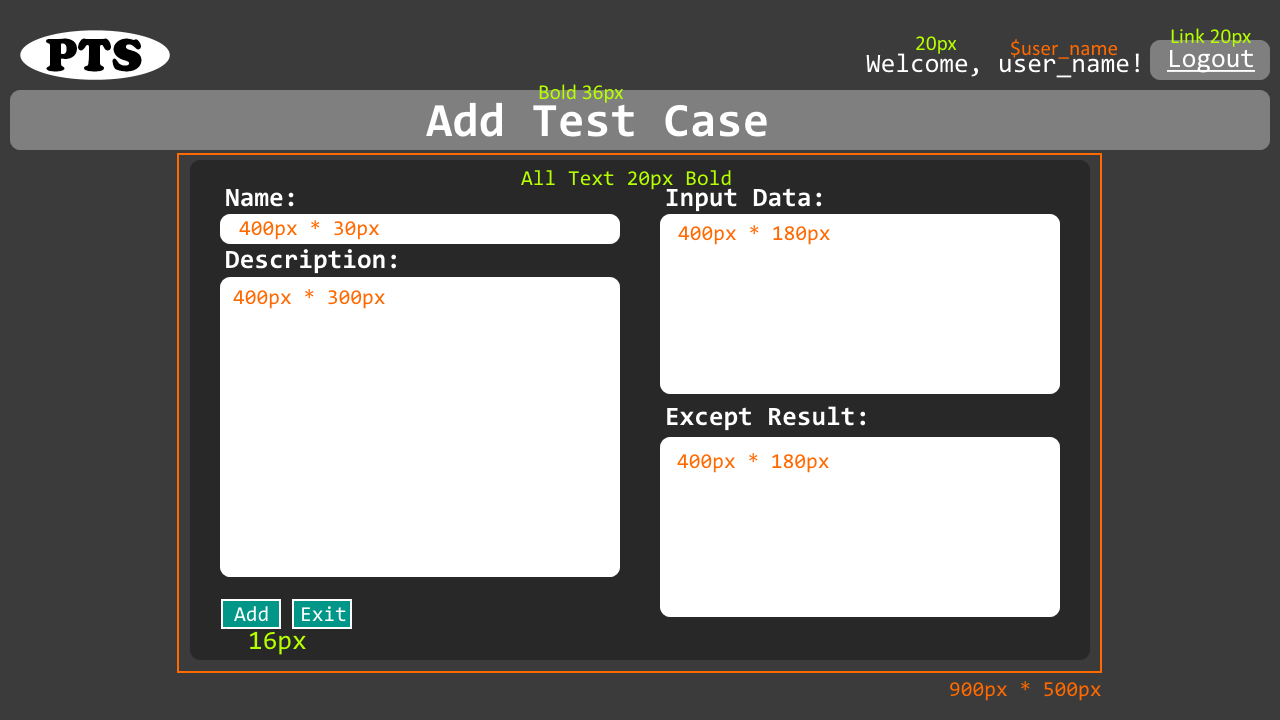 PTS
20px
$user_name
Link 20px
Welcome, user_name!
Logout
Bold 36px
Add Test Case
All Text 20px Bold
Name:
400px * 30px
Description:
400px * 300px
Input Data:
400px * 180px
Except Result:
400px * 180px
Add
Exit
16px
900px * 500px